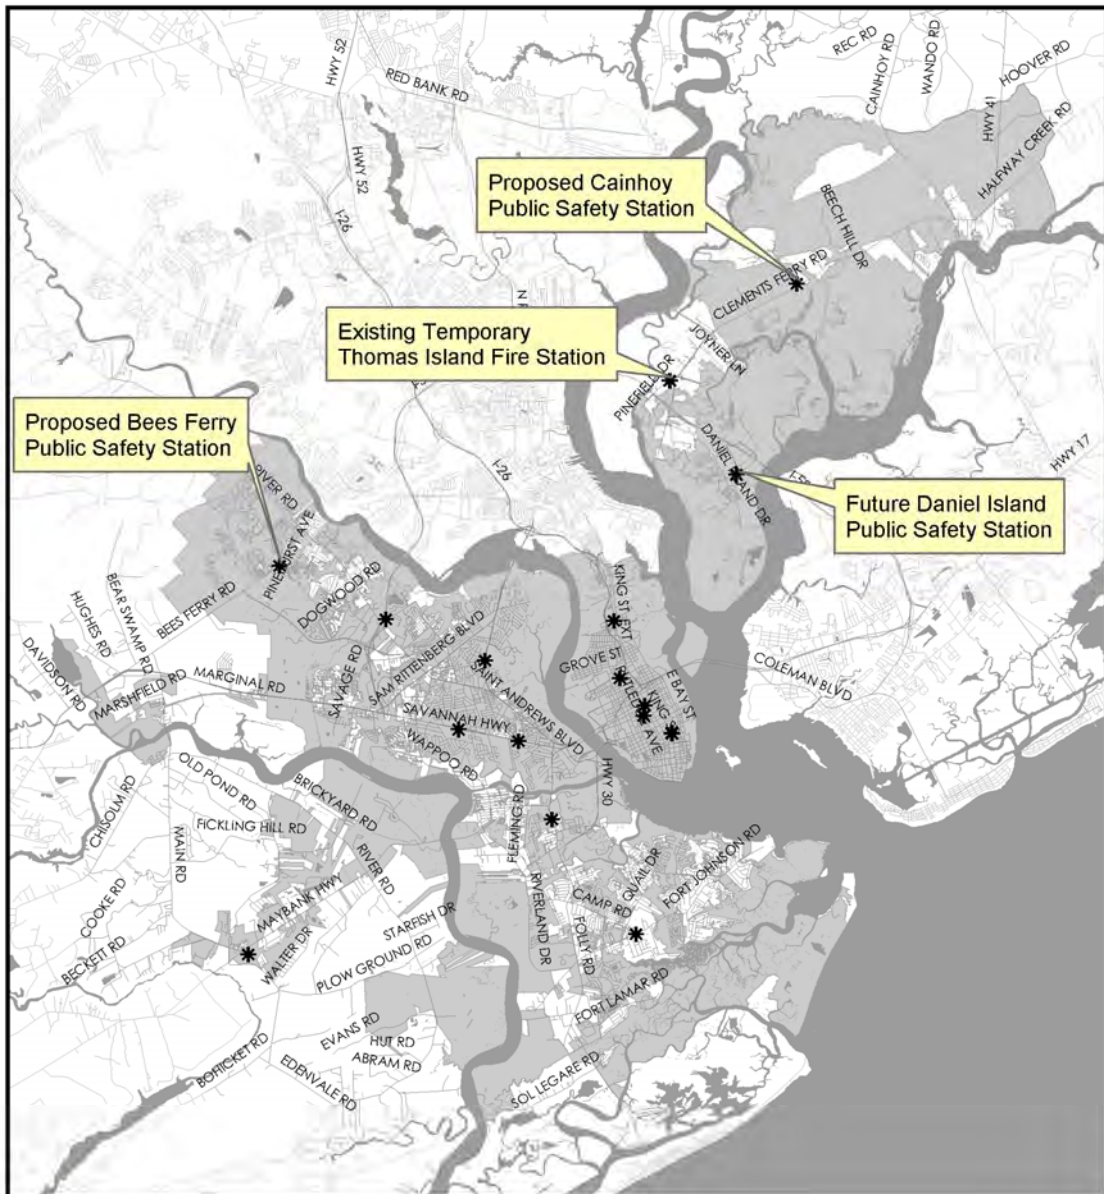 HWY 52
RED BANK RD
HWY 52
I-26
REC RD
CAINHOY RD
WANDO RD
HOOVER RD
HWY 41
HALFWAY CREEK RD
Proposed Cainhoy
Public Safety Station
BEECH HILL DR
CLEMENTS FERRY RD
Existing Temporary
Thomas Island Fire Station
JOYNER LN
PINEFIELD DR
Proposed Bees Ferry
Public Safety Station
I-26
DANIEL
AND DR
HWY 17
Future Daniel Island
Public Safety Station
RIVER RD
PINEHURST AVE
DOGWOOD RD
BEES FERRY RD
BEAR SWAMP RD
HUGHES RD
DAVIDSON RD
MARSHFIELD RD
MARGINAL RD
SAVAGE RD
SAM RITTENBERG BLVD
SAINT ANDREWS BLVD
SAVANNAH HWY
WAPPOO RD
KING ST EXT
GROVE ST
E BAY ST
KING
AVE
COLEMAN BLVD
HWY 30
OLD POND RD
BRICKYARD RD
CHISOLM RD
FICKLING HILL RD
MAIN RD
FLEMING RD
RIVER RD
QUAIL DR
FORT JOHNSON RD
CAMP RD
COOKE RD
MAYBANK HWY
RIVERLAND DR
FOLLY RD
STARFISH DR
BECKETT RD
WALTER DR
PLOW GROUND RD
FORT LAMAR RD
EVANS RD
HUT RD
ABRAM RD
BOHICKET RD
EDENVALE RD
SOL LEGARE RD